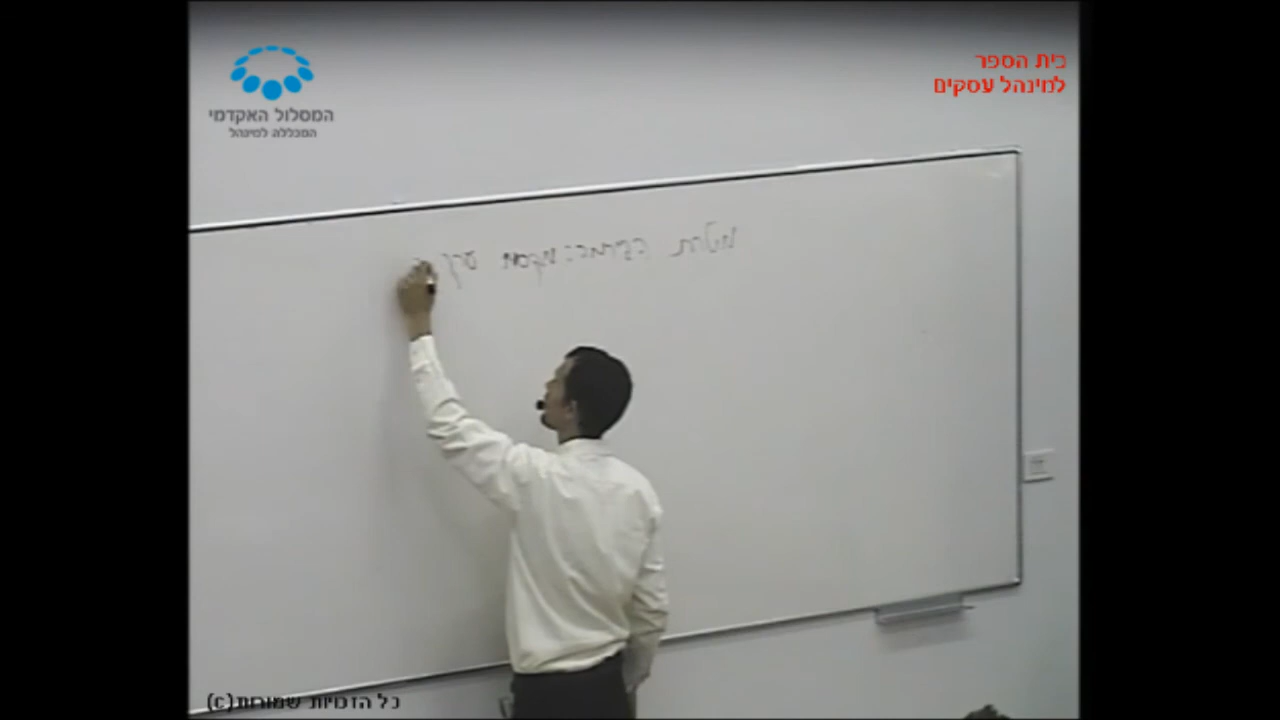 בית הספר
למינהל עסקים
המסלול האקדמי
המכללה למינהל
מטרת הפירמה: מקסום ערך
כל הזכויות שמורות(c)